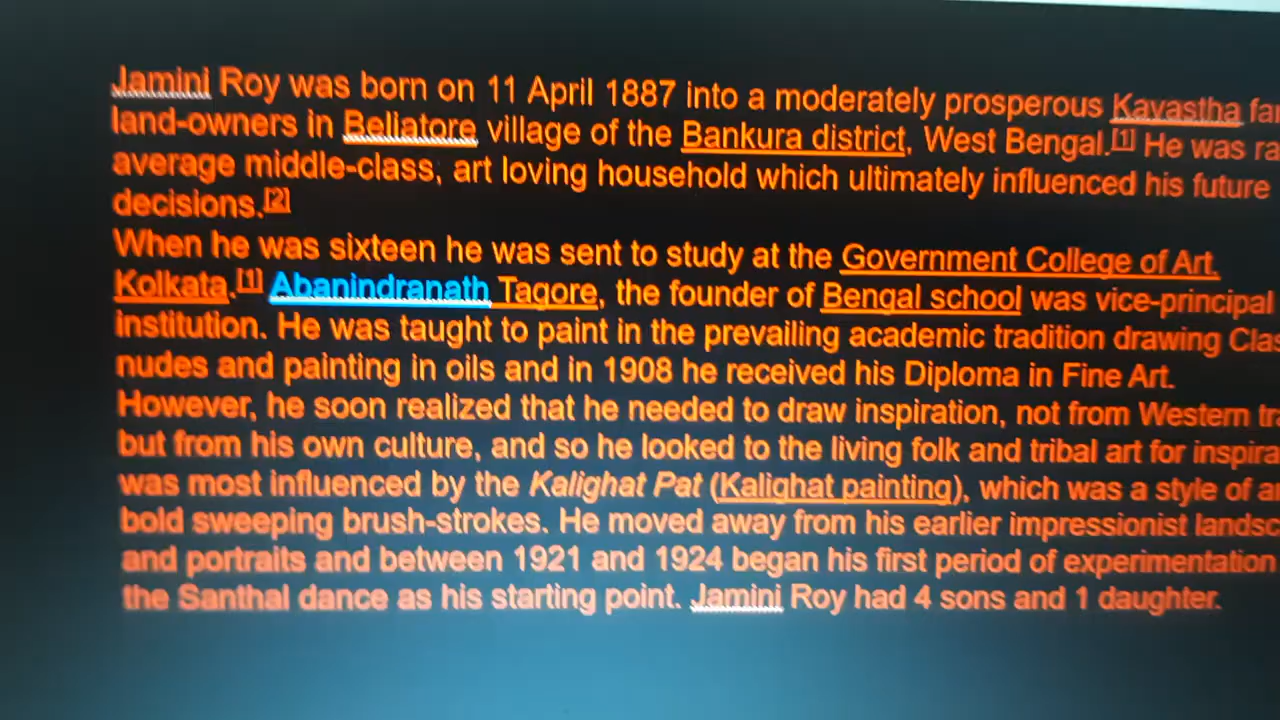 Jamini Roy was born on 11 April 1887 into a moderately prosperous Kayastha
land-owners in Beliatore village of the Bankura district, West Bengal.[1] He was
average middle-class, art loving household which ultimately influenced his future
decisions.[2]
When he was sixteen he was sent to study at the Government College of Art,
Kolkata.[1] Abanindranath Tagore, the founder of Bengal school was vice-principal
institution. He was taught to paint in the prevailing academic tradition drawing
nudes and painting in oils and in 1908 he received his Diploma in Fine Art.
However, he soon realized that he needed to draw inspiration, not from Western
but from his own culture, and so he looked to the living folk and tribal art for
was most influenced by the Kalighat Pat (Kalighat painting), which was a style of
bold sweeping brush-strokes. He moved away from his earlier impressionist
and portraits and between 1921 and 1924 began his first period of experimentation
the Santhal dance as his starting point. Jamini Roy had 4 sons and 1 daughter.